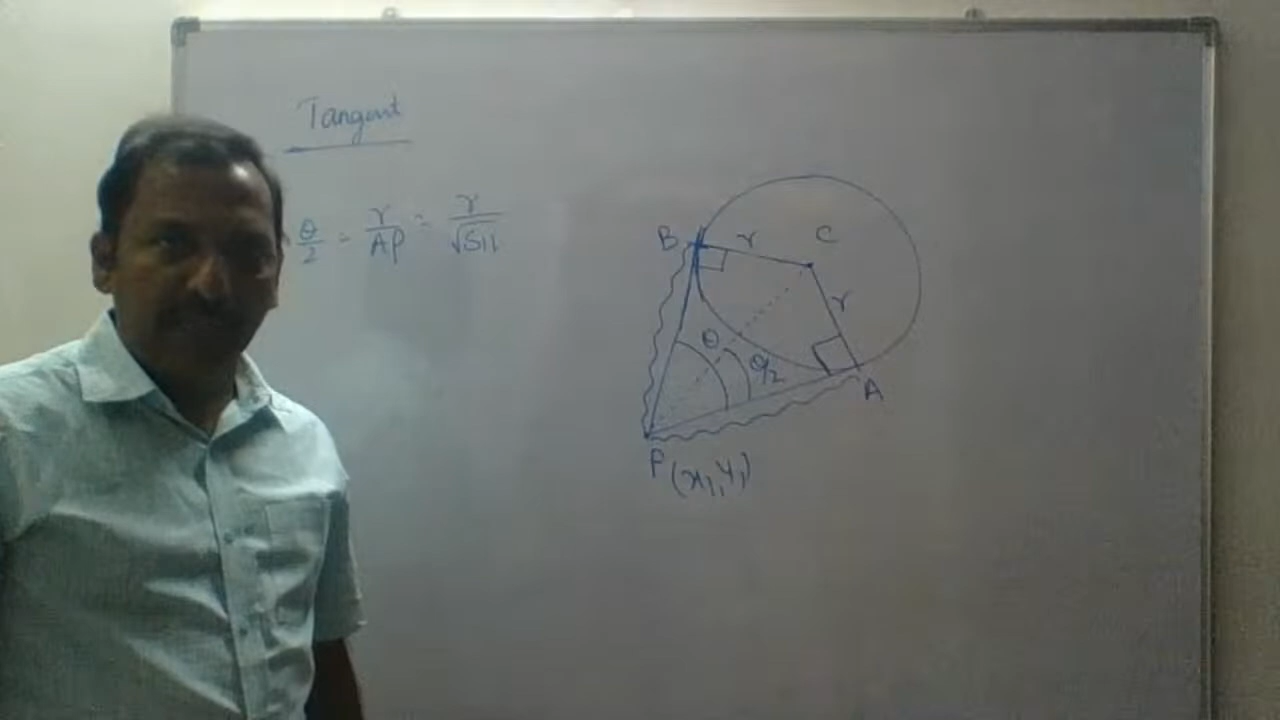 Tangent
θ/2 = r/AP = r/√S11
B r C
r
θ θ/2
A
P(x1,y1)